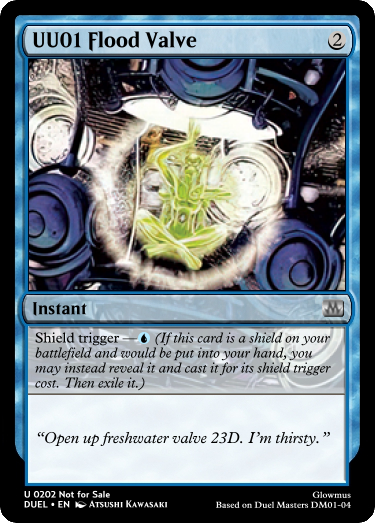 UU01 Flood Valve 2
Instant
Shield trigger — (If this card is a shield on your
battlefield and would be put into your hand, you
may instead reveal it and cast it for its shield trigger
cost. Then exile it.)
“Open up freshwater valve 23D. I’m thirsty.”
U 0202 Not for Sale
Glowmus
DUEL • EN Atsushi Kawasaki
Based on Duel Masters DM01-04